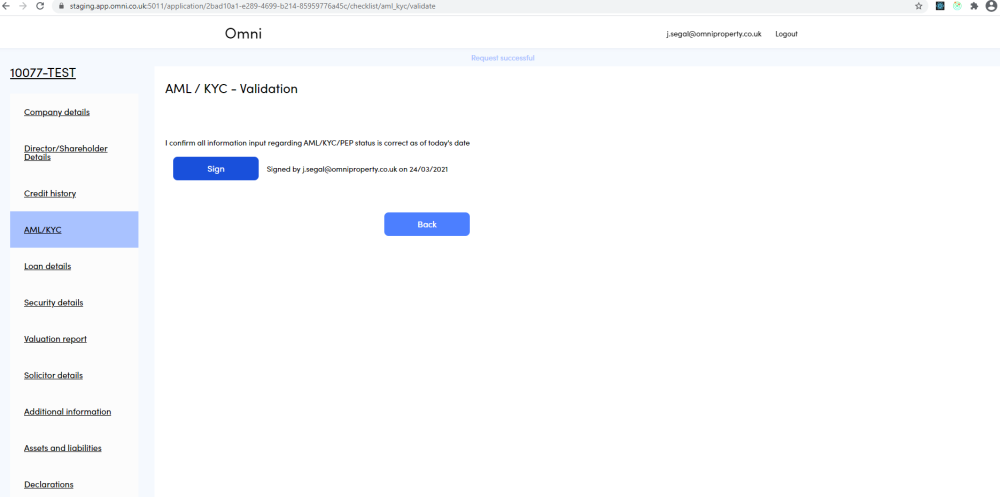 staging.app.omni.co.uk:5011/application/2bad10a1-e289-4699-b214-85959776a45c/checklist/aml_kyc/validate
Omni
j.segal@omniproperty.co.uk
Logout
Request successful
10077-TEST
Company details
Director/Shareholder
Details
Credit history
AML/KYC
Loan details
Security details
Valuation report
Solicitor details
Additional information
Assets and liabilities
Declarations
AML / KYC - Validation
I confirm all information input regarding AML/KYC/PEP status is correct as of today's date
Sign
Signed by j.segal@omniproperty.co.uk on 24/03/2021
Back